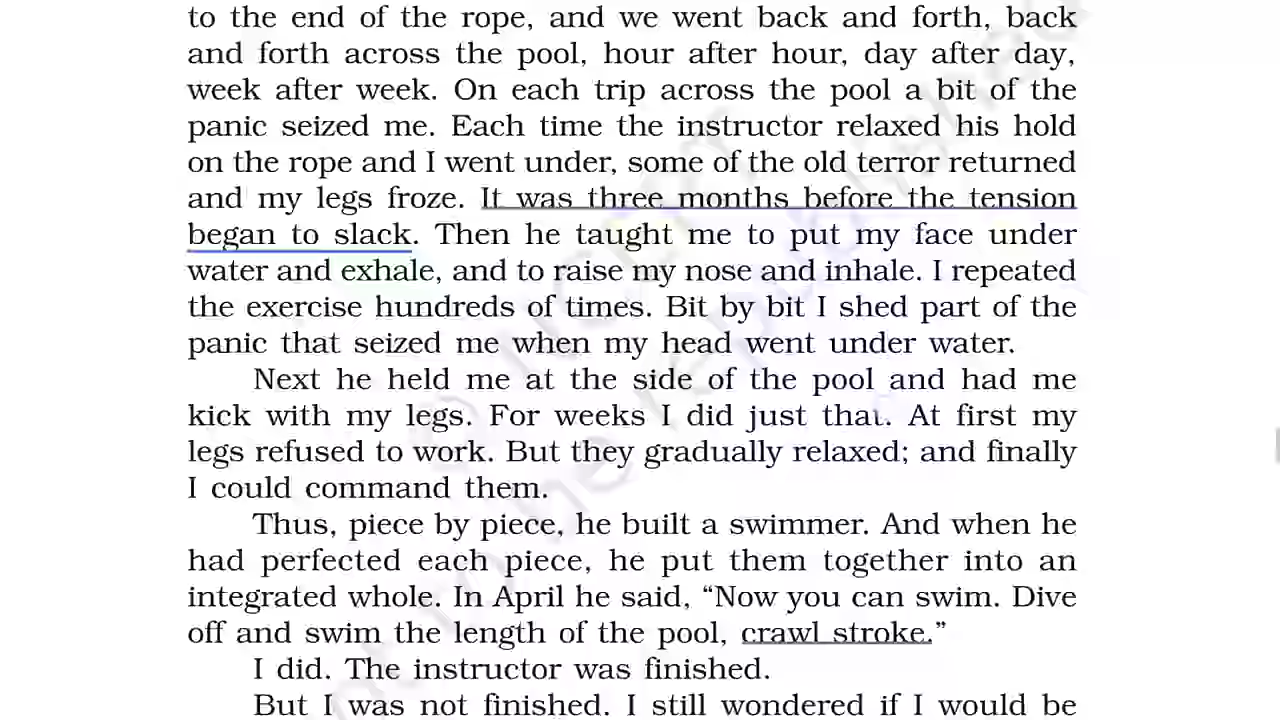 to the end of the rope, and we went back and forth, back
and forth across the pool, hour after hour, day after day,
week after week. On each trip across the pool a bit of the
panic seized me. Each time the instructor relaxed his hold
on the rope and I went under, some of the old terror returned
and my legs froze. It was three months before the tension
began to slack. Then he taught me to put my face under
water and exhale, and to raise my nose and inhale. I repeated
the exercise hundreds of times. Bit by bit I shed part of the
panic that seized me when my head went under water.
Next he held me at the side of the pool and had me
kick with my legs. For weeks I did just that. At first my
legs refused to work. But they gradually relaxed; and finally
I could command them.
Thus, piece by piece, he built a swimmer. And when he
had perfected each piece, he put them together into an
integrated whole. In April he said, “Now you can swim. Dive
off and swim the length of the pool, crawl stroke.”
I did. The instructor was finished.
But I was not finished. I still wondered if I would be